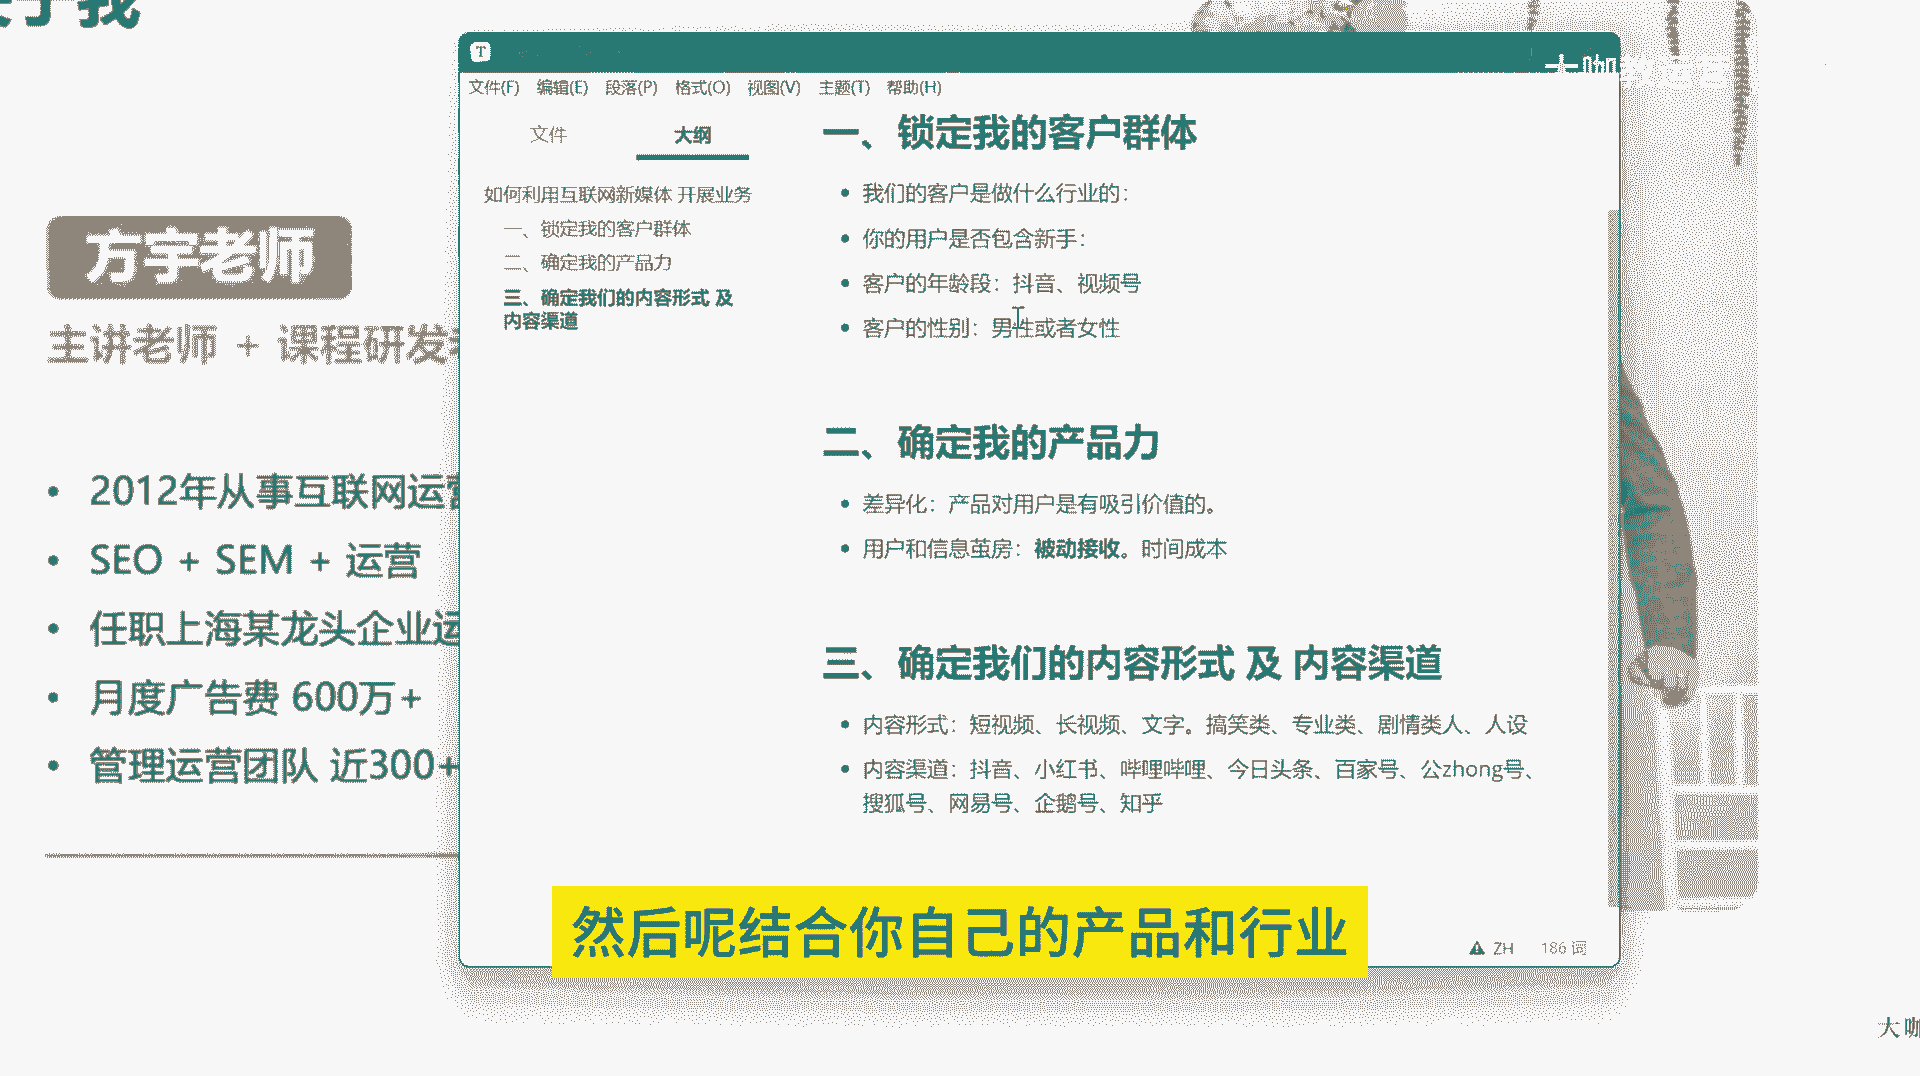 于我
方宇老师
主讲老师 + 课程研发
• 2012年从事互联网运营
• SEO + SEM + 运营
• 任职上海某龙头企业运
• 月度广告费 600万+
• 管理运营团队 近300+
T
大咖
文件(F) 编辑(E) 段落(P) 格式(O) 视图(V) 主题(T) 帮助(H)
文件 大纲
如何利用互联网新媒体 开展业务
一、锁定我的客户群体
二、确定我的产品力
三、确定我们的内容形式 及
内容渠道
一、锁定我的客户群体
• 我们的客户是做什么行业的：
• 你的用户是否包含新手：
• 客户的年龄段：抖音、视频号
• 客户的性别：男性或者女性
二、确定我的产品力
• 差异化：产品对用户是有吸引价值的。
• 用户和信息茧房：被动接收。时间成本
三、确定我们的内容形式 及 内容渠道
• 内容形式：短视频、长视频、文字。搞笑类、专业类、剧情类人、人设
• 内容渠道：抖音、小红书、哔哩哔哩、今日头条、百家号、公zhong号、
搜狐号、网易号、企鹅号、知乎
ZH 186 词
然后呢结合你自己的产品和行业
大咖